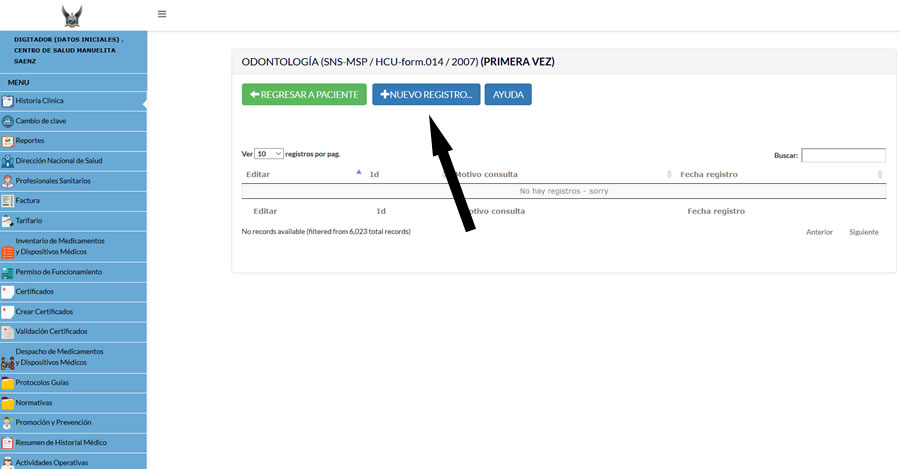 DIGITADOR (DATOS INICIALES) .
CENTRO DE SALUD MANUELITA
SAENZ
MENU
Historia Clínica
Cambio de clave
Reportes
Dirección Nacional de Salud
Profesionales Sanitarios
Factura
Tarifario
Inventario de Medicamentos
y Dispositivos Médicos
Permiso de Funcionamiento
Certificados
Crear Certificados
Validación Certificados
Despacho de Medicamentos
y Dispositivos Médicos
Protocolos Guías
Normativas
Promoción y Prevención
Resumen de Historial Médico
Actividades Operativas
ODONTOLOGÍA (SNS-MSP / HCU-form.014 / 2007) (PRIMERA VEZ)
REGRESAR A PACIENTE NUEVO REGISTRO... AYUDA
Ver 10 registros por pag. Buscar:
Editar Id Motivo consulta Fecha registro
No hay registros - sorry
Editar Id Motivo consulta Fecha registro
No records available (filtered from 6,023 total records) Anterior Siguiente